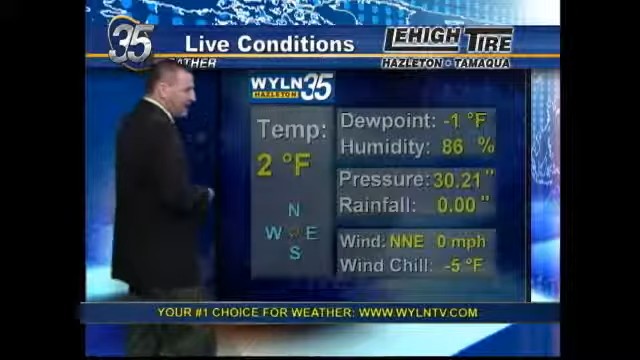 35
Live Conditions
LEHIGH TIRE
HAZLETON • TAMAQUA
WYLN 35
HAZLETON
Temp:
2 °F
N
W E
S
Dewpoint: -1 °F
Humidity: 86 %
Pressure: 30.21"
Rainfall: 0.00"
Wind: NNE 0 mph
Wind Chill: -5 °F
YOUR #1 CHOICE FOR WEATHER: WWW.WYLNTV.COM